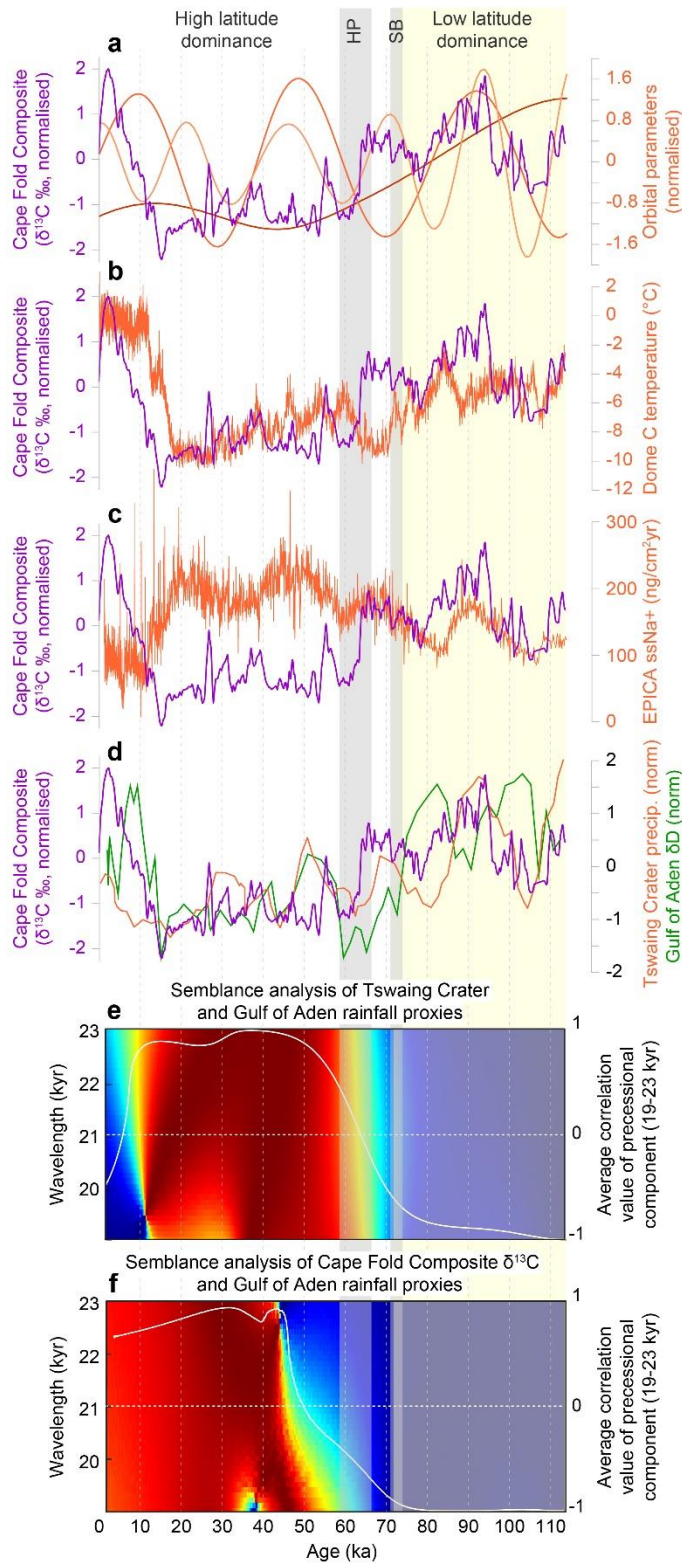 High latitude
dominance
HP
SB
Low latitude
dominance
a
Cape Fold Composite
(δ¹³C ‰, normalised)
2
1
0
-1
-2
1.6
0.8
0
-0.8
-1.6
Orbital parameters
(normalised)
b
Cape Fold Composite
(δ¹³C ‰, normalised)
2
1
0
-1
-2
2
0
-2
-4
-6
-8
-10
-12
Dome C temperature (°C)
c
Cape Fold Composite
(δ¹³C ‰, normalised)
2
1
0
-1
-2
300
200
100
0
EPICA ssNa+ (ng/cm²yr)
d
Cape Fold Composite
(δ¹³C ‰, normalised)
2
1
0
-1
-2
2
1
0
-1
-2
Tswaing Crater precip. (norm)
Gulf of Aden δD (norm)
e
Semblance analysis of Tswaing Crater
and Gulf of Aden rainfall proxies
Wavelength (kyr)
23
22
21
20
1
0
-1
Average correlation
value of precessional
component (19-23 kyr)
f
Semblance analysis of Cape Fold Composite δ¹³C
and Gulf of Aden rainfall proxies
Wavelength (kyr)
23
22
21
20
1
0
-1
Average correlation
value of precessional
component (19-23 kyr)
0 10 20 30 40 50 60 70 80 90 100 110
Age (ka)